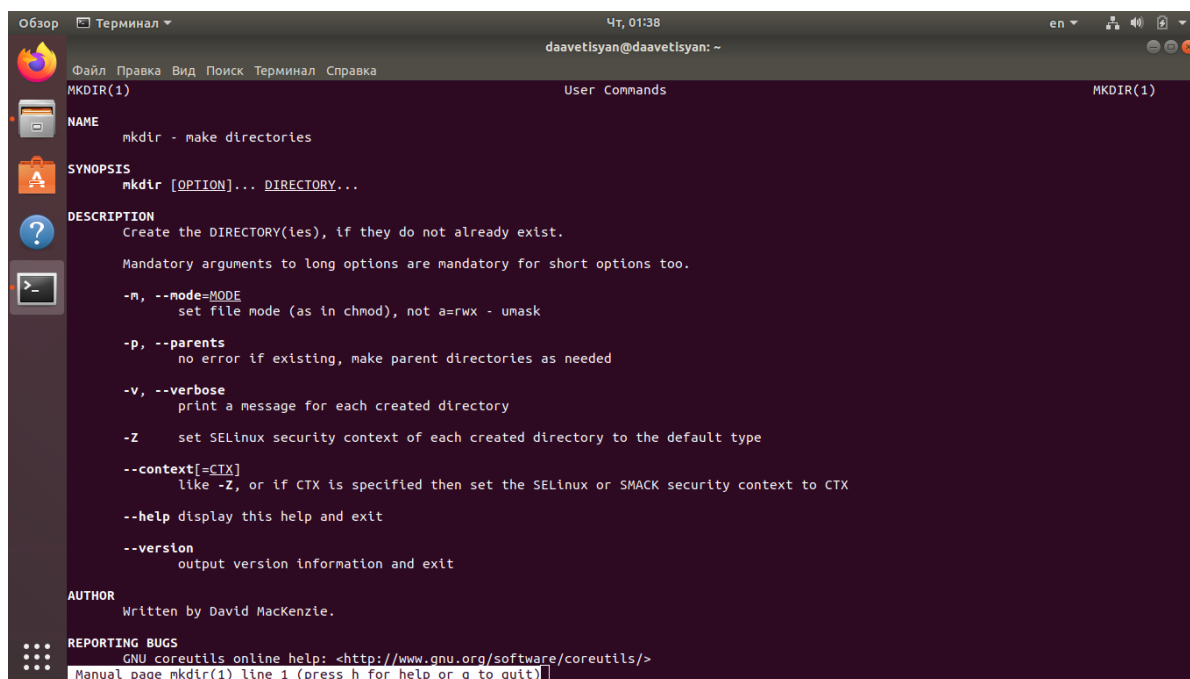 Обзор Терминал Чт, 01:38 en
daavetisyan@daavetisyan: ~
Файл Правка Вид Поиск Терминал Справка
MKDIR(1) User Commands MKDIR(1)
NAME
mkdir - make directories
SYNOPSIS
mkdir [OPTION]... DIRECTORY...
DESCRIPTION
Create the DIRECTORY(ies), if they do not already exist.
Mandatory arguments to long options are mandatory for short options too.
-m, --mode=MODE
set file mode (as in chmod), not a=rwx - umask
-p, --parents
no error if existing, make parent directories as needed
-v, --verbose
print a message for each created directory
-Z set SELinux security context of each created directory to the default type
--context[=CTX]
like -Z, or if CTX is specified then set the SELinux or SMACK security context to CTX
--help display this help and exit
--version
output version information and exit
AUTHOR
Written by David MacKenzie.
REPORTING BUGS
GNU coreutils online help: <http://www.gnu.org/software/coreutils/>
Manual page mkdir(1) line 1 (press h for help or q to quit)